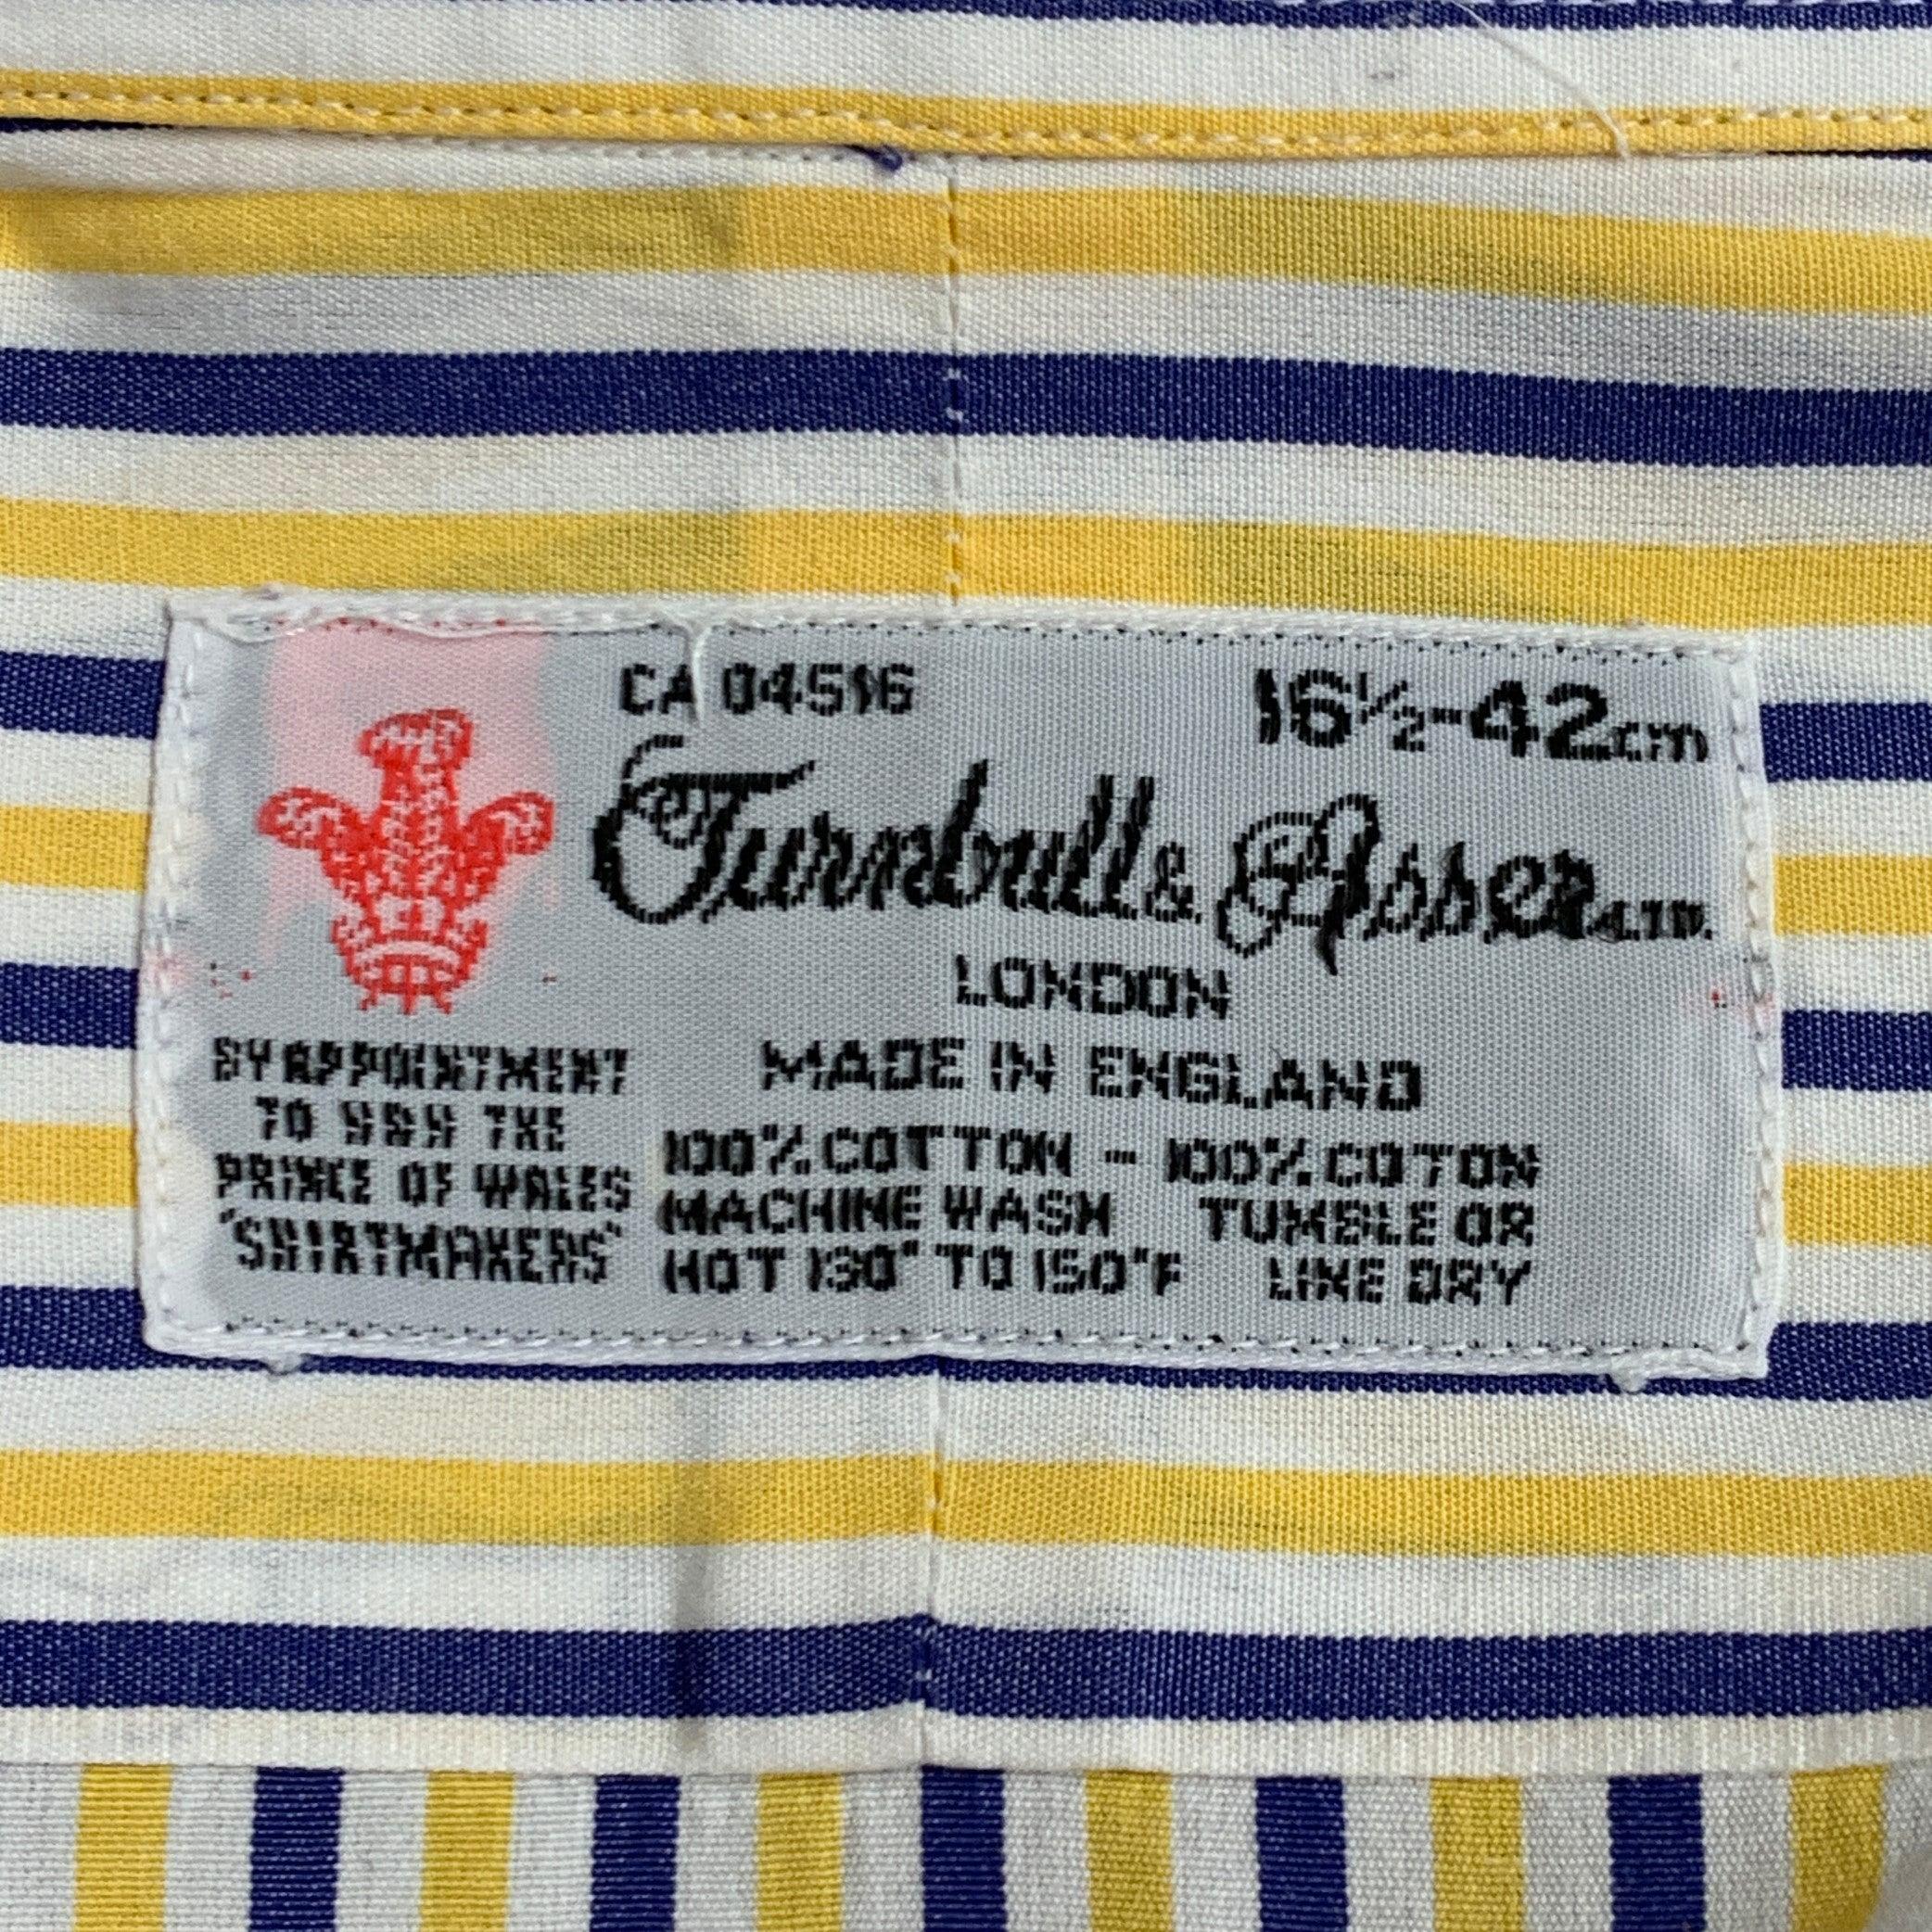 CA 04516 16½-42cm
Turnbull & Asser LTD.
LONDON
MADE IN ENGLAND
BY APPOINTMENT
TO HRH THE
PRINCE OF WALES
'SHIRTMAKERS'
100% COTTON - 100% COTON
MACHINE WASH TUMBLE OR
HOT 130° TO 150°F LINE DRY